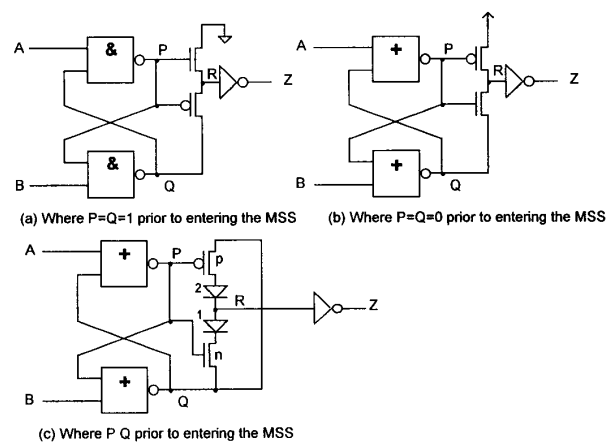 A
&
P
R
Z
&
B
Q
(a) Where P=Q=1 prior to entering the MSS
A
+
P
R
Z
+
B
Q
(b) Where P=Q=0 prior to entering the MSS
A
+
P
p
2
R
Z
1
n
+
B
Q
(c) Where P Q prior to entering the MSS